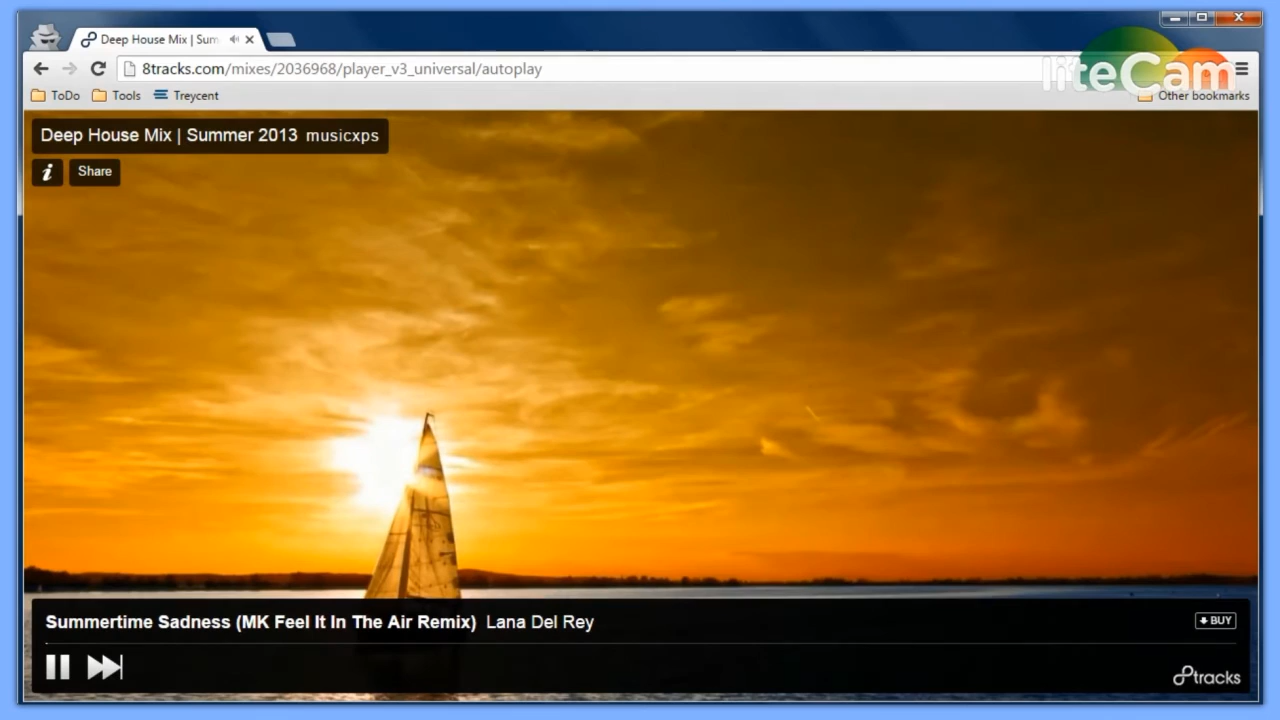 Deep House Mix | Sum
liteCam
8tracks.com/mixes/2036968/player_v3_universal/autoplay
ToDo Tools Treycent Other bookmarks
Deep House Mix | Summer 2013 musicxps
i Share
Summertime Sadness (MK Feel It In The Air Remix) Lana Del Rey
BUY
8tracks